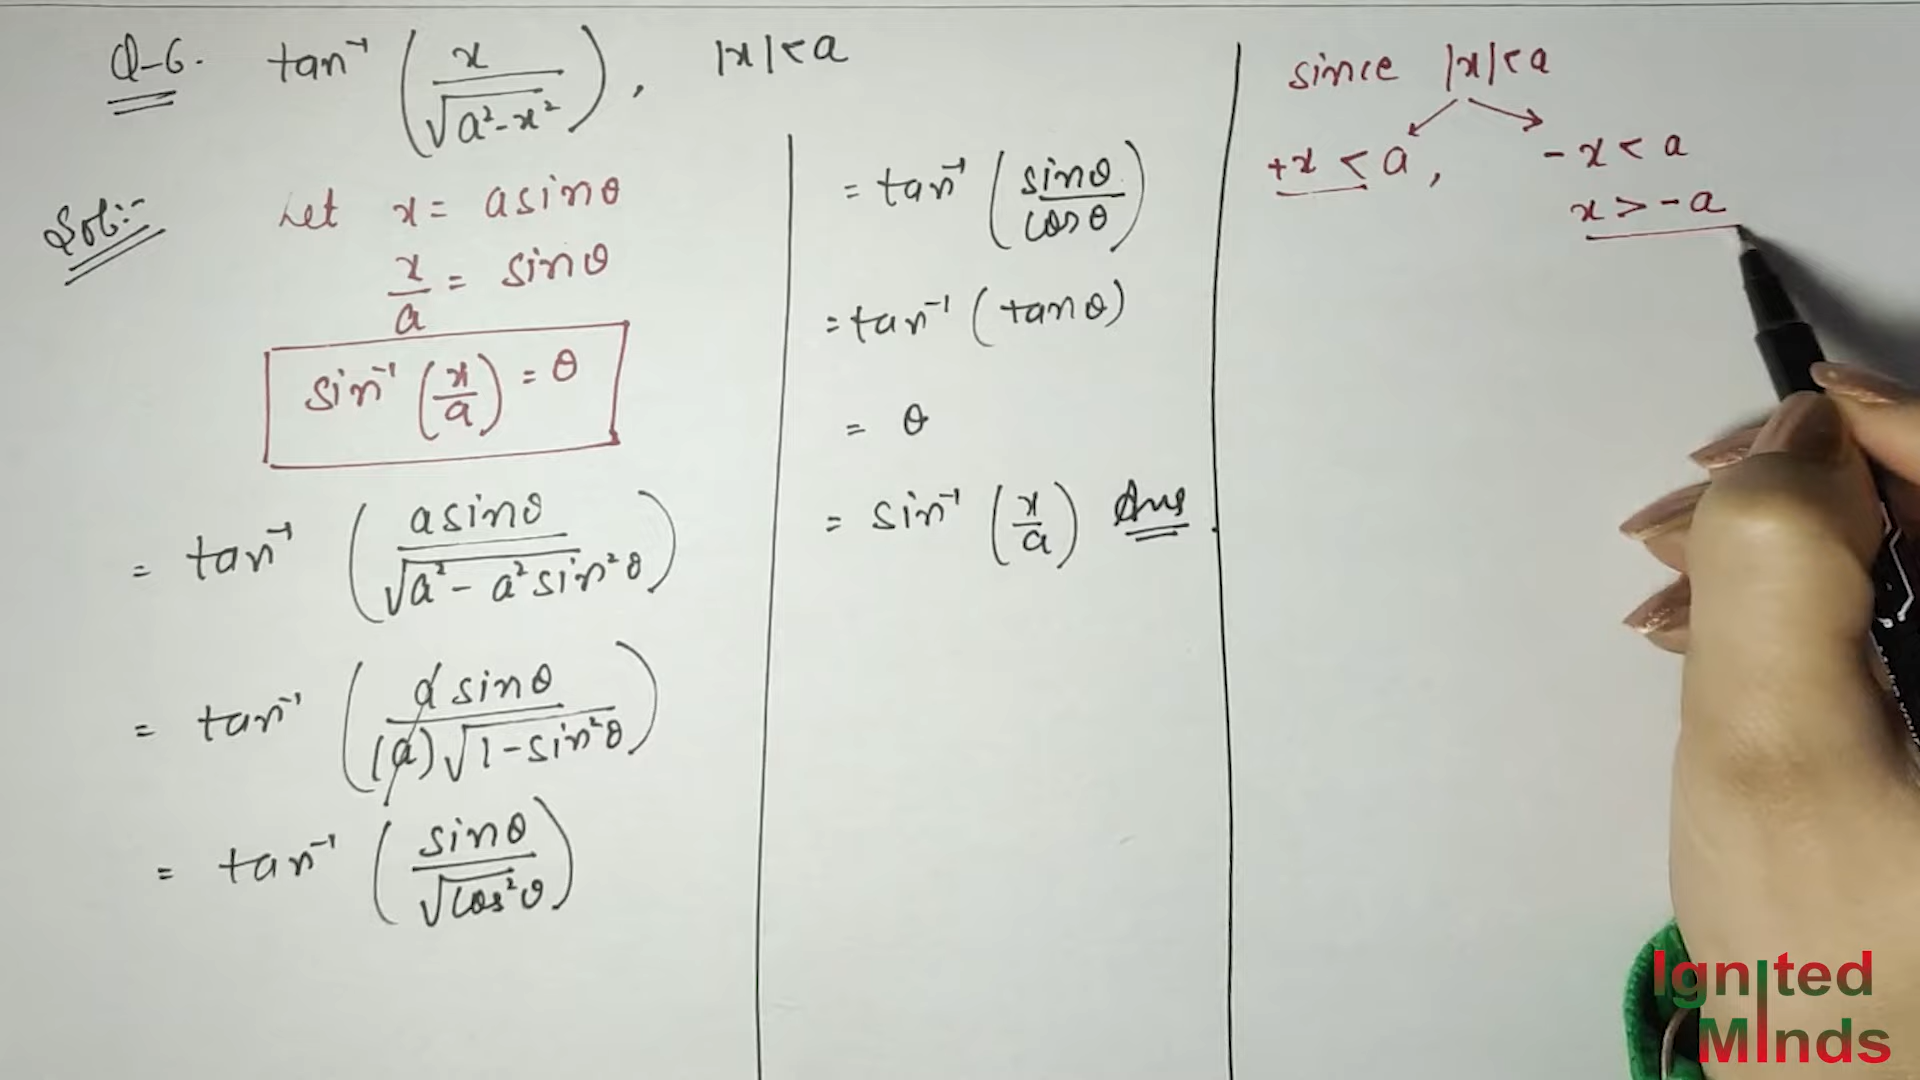 Q-6. tan⁻¹ (x/√a²-x²), |x|<a
Sol:-
Let x = a sinθ
x/a = sinθ
sin⁻¹ (x/a) = θ
= tan⁻¹ (a sinθ/√a² - a² sin²θ)
= tan⁻¹ (a sinθ/(a)√1-sin²θ)
= tan⁻¹ (sinθ/√cos²θ)
= tan⁻¹ (sinθ/cosθ)
= tan⁻¹ (tanθ)
= θ
= sin⁻¹ (x/a) Ans.
since |x|<a
+x < a, -x < a
x > -a
Ignited
Minds